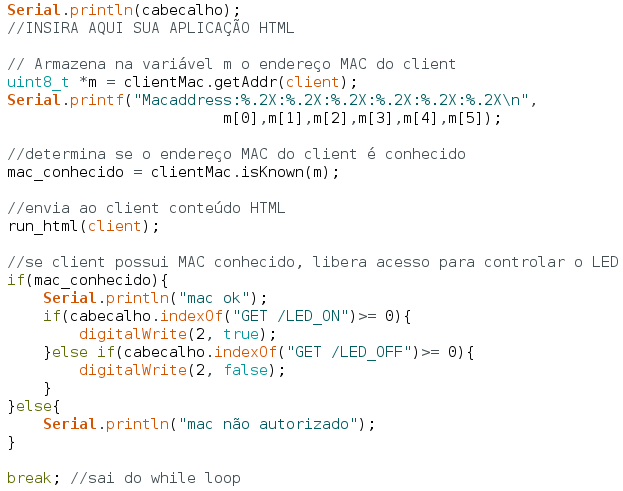 Serial.println(cabecalho);
//INSIRA AQUI SUA APLICAÇÃO HTML

// Armazena na variável m o endereço MAC do client
uint8_t *m = clientMac.getAddr(client);
Serial.printf("Macaddress:%.2X:%.2X:%.2X:%.2X:%.2X:%.2X\n",
                        m[0],m[1],m[2],m[3],m[4],m[5]);

//determina se o endereço MAC do client é conhecido
mac_conhecido = clientMac.isKnown(m);

//envia ao client conteúdo HTML
run_html(client);

//se client possui MAC conhecido, libera acesso para controlar o LED
if(mac_conhecido){
    Serial.println("mac ok");
    if(cabecalho.indexOf("GET /LED_ON")>= 0){
        digitalWrite(2, true);
    }else if(cabecalho.indexOf("GET /LED_OFF")>= 0){
        digitalWrite(2, false);
    }
}else{
    Serial.println("mac não autorizado");
}

break; //sai do while loop